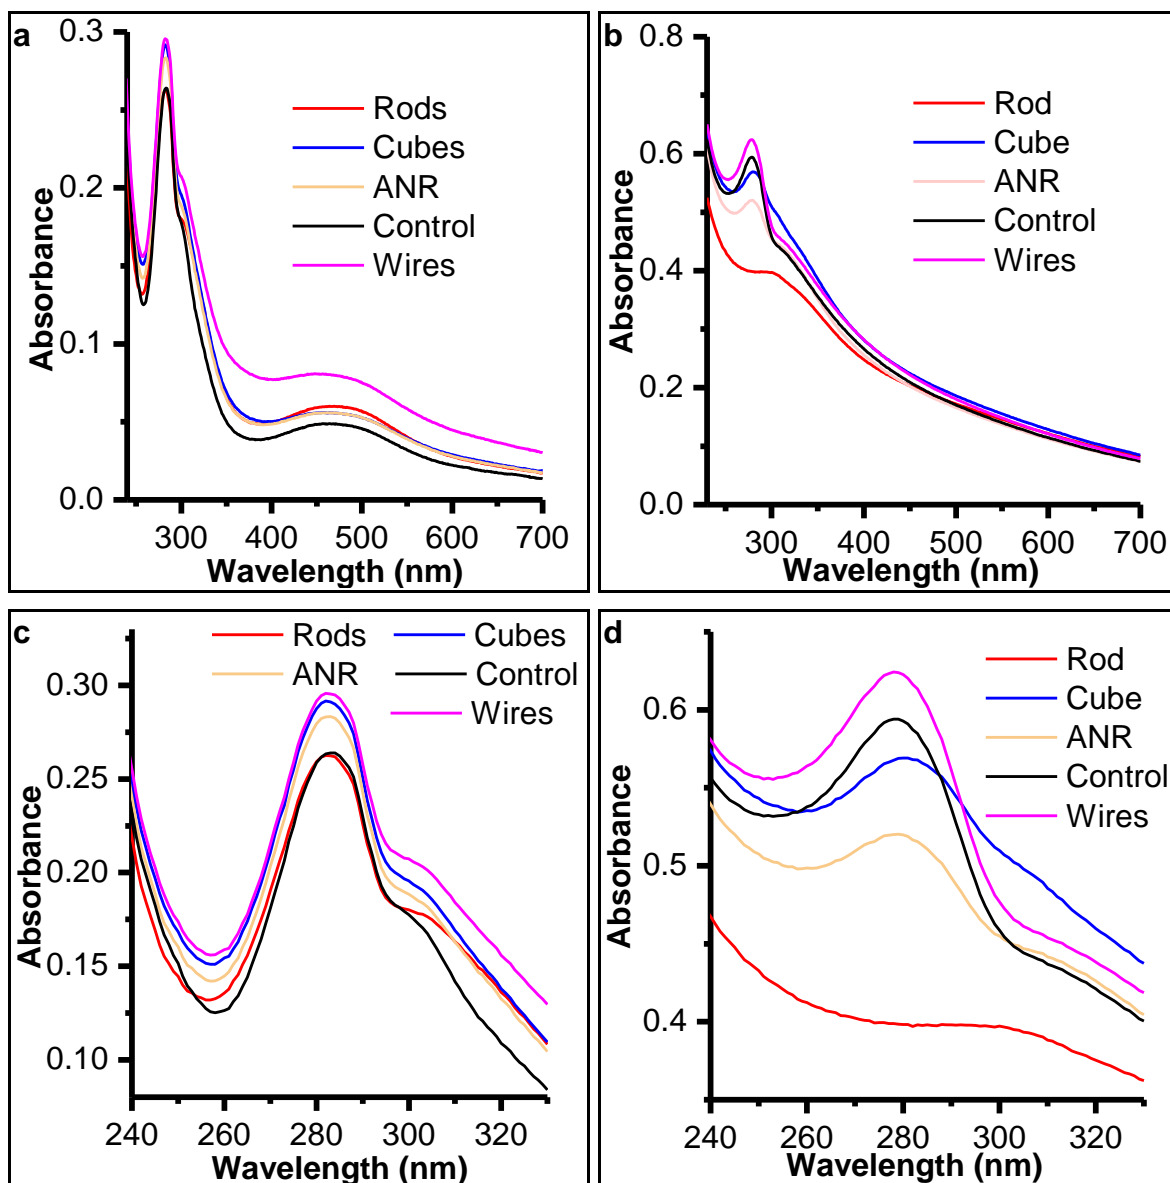 a
0.3
0.2
0.1
0.0
Absorbance
Rods
Cubes
ANR
Control
Wires
300 400 500 600 700
Wavelength (nm)
b
0.8
0.6
0.4
0.2
0.0
Absorbance
Rod
Cube
ANR
Control
Wires
300 400 500 600 700
Wavelength (nm)
c
0.30
0.25
0.20
0.15
0.10
Absorbance
Rods Cubes
ANR Control
Wires
240 260 280 300 320
Wavelength (nm)
d
0.6
0.5
0.4
Absorbance
Rod
Cube
ANR
Control
Wires
240 260 280 300 320
Wavelength (nm)